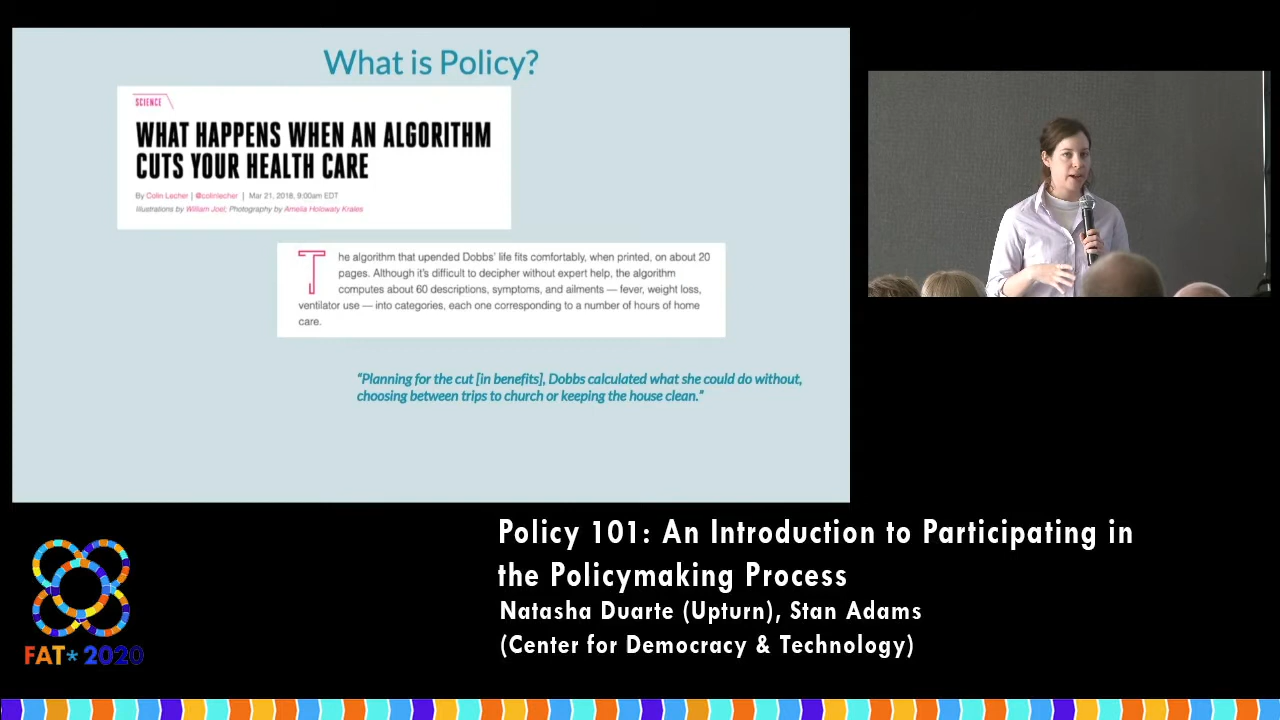 What is Policy?
SCIENCE
WHAT HAPPENS WHEN AN ALGORITHM
CUTS YOUR HEALTH CARE
By Colin Lecher | @colinlecher | Mar 21, 2018, 9:00am EDT
Illustrations by William Joel; Photography by Amelia Holowaty Krales
The algorithm that upended Dobbs’ life fits comfortably, when printed, on about 20
pages. Although it’s difficult to decipher without expert help, the algorithm
computes about 60 descriptions, symptoms, and ailments — fever, weight loss,
ventilator use — into categories, each one corresponding to a number of hours of home
care.
“Planning for the cut [in benefits], Dobbs calculated what she could do without,
choosing between trips to church or keeping the house clean.”
Policy 101: An Introduction to Participating in
the Policymaking Process
Natasha Duarte (Upturn), Stan Adams
(Center for Democracy & Technology)
FAT* 2020